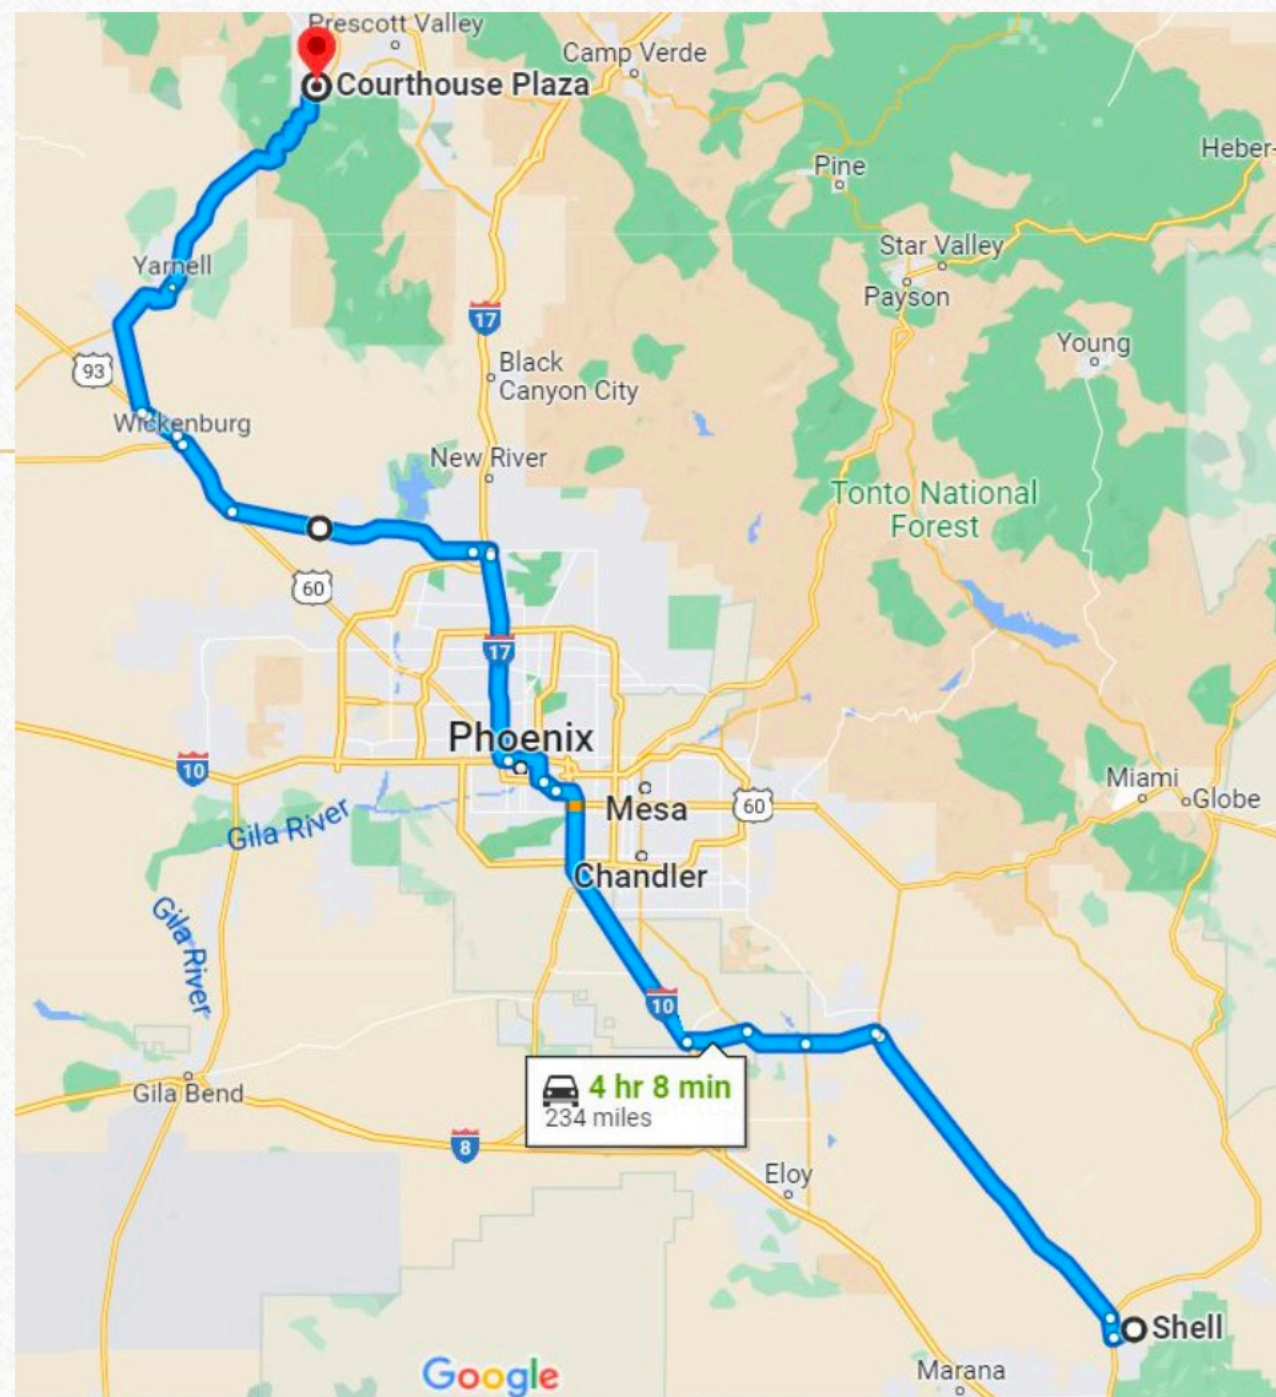 Prescott Valley
Camp Verde
Courthouse Plaza
Heber-
Pine
Star Valley
Yarnell
Payson
17
Young
93
Black
Canyon City
Wickenburg
New River
Tonto National
Forest
60
17
Phoenix
10
Miami
Globe
Mesa
60
Gila River
Chandler
Gila River
10
4 hr 8 min
234 miles
Gila Bend
8
Eloy
Shell
Marana
Google